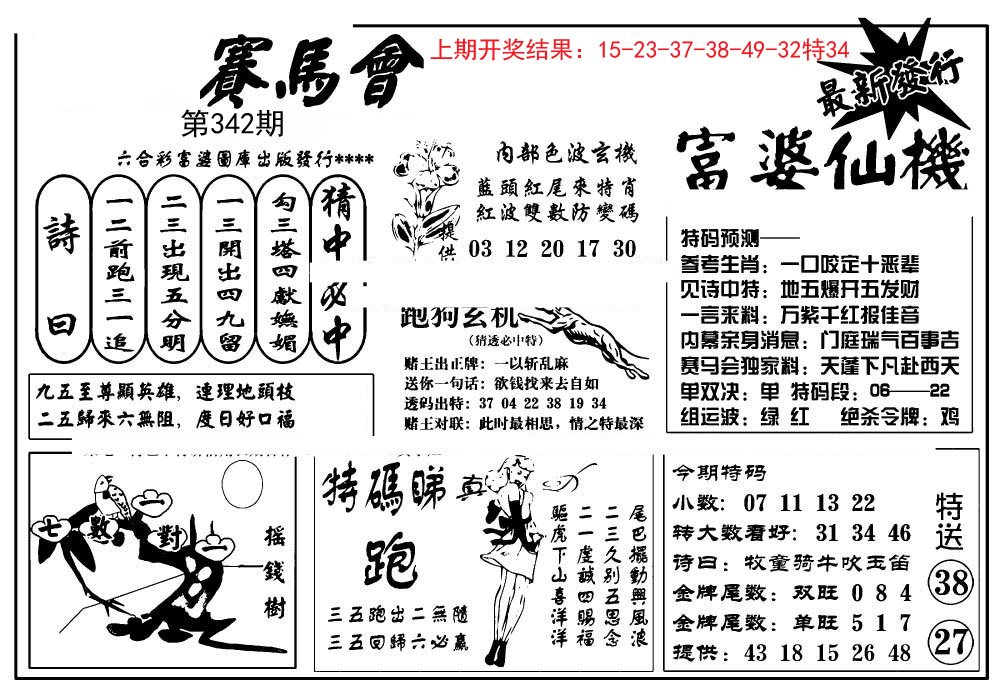 上期开奖结果：15-23-37-38-49-32特34
賽馬會
第342期
最新發行
六合彩富婆圖庫出版發行****
富婆仙機
詩曰
一二前跑三一追
二三出現五分明
一三開出四九留
勾三塔四獻嫵媚
猜中必中
內部色波玄機
藍頭紅尾來特肖
紅波雙數防變碼
提供
03 12 20 17 30
特码预测——
参考生肖：一口咬定十恶辈
见诗中特：地五爆开五发财
一言来料：万紫千红报佳音
内幕亲身消息：门庭瑞气百事吉
赛马会独家料：天蓬下凡赴西天
单双决：单 特码段：06——22
组运波：绿 红 绝杀令牌：鸡
跑狗玄机
(猜透必中特)
赌王出正牌：一以斩乱麻
送你一句话：欲钱找来去自如
透码出特：37 04 22 38 19 34
赌王对联：此时最相思，情之特最深
九五至尊顯英雄，連理地頭枝
二五歸來六無阻，度日好口福
七數一對一
搖錢樹
特碼睇真
跑
三五跑出二無隨
三五回歸六必贏
尾巴擺動興風浪
二三久别五思念
二一虔誠四賜福
驅虎下山喜洋洋
今期特码
小数：07 11 13 22
转大数看好：31 34 46
诗曰：牧童骑牛吹玉笛
金牌尾数：双旺 0 8 4
金牌尾数：单旺 5 1 7
提供：43 18 15 26 48
特送
38
27